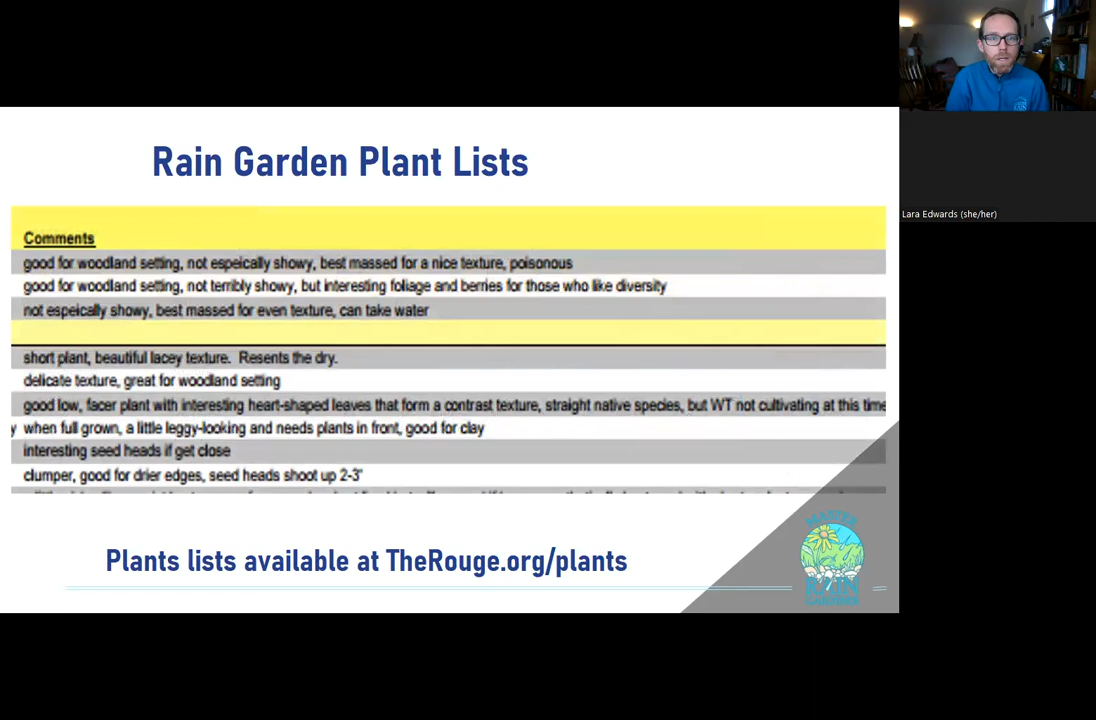 Rain Garden Plant Lists
Comments
good for woodland setting, not espeically showy, best massed for a nice texture, poisonous
good for woodland setting, not terribly showy, but interesting foliage and berries for those who like diversity
not espeically showy, best massed for even texture, can take water
short plant, beautiful lacey texture. Resents the dry.
delicate texture, great for woodland setting
good low, facer plant with interesting heart-shaped leaves that form a contrast texture, straight native species, but WT not cultivating at this time
y when full grown, a little leggy-looking and needs plants in front, good for clay
interesting seed heads if get close
clumper, good for drier edges, seed heads shoot up 2-3'
Plants lists available at TheRouge.org/plants
MASTER
RAIN
GARDENER
Lara Edwards (she/her)